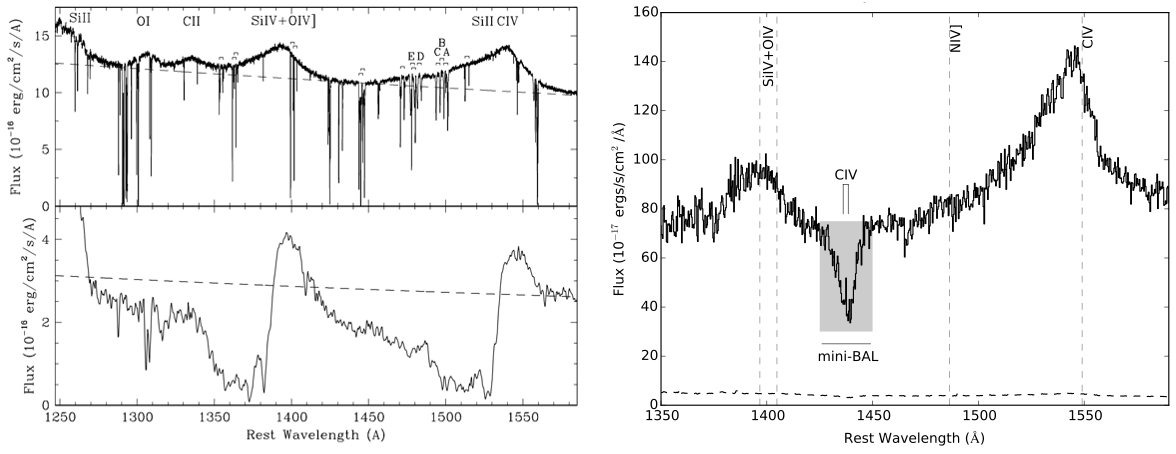 SiII OI CII SiIV+OIV] SiII CIV
B
E D C A
15
10
5
0
Flux (10⁻¹⁶ erg/cm²/s/A)
4
2
0
Flux (10⁻¹⁶ erg/cm²/s/A)
1250 1300 1350 1400 1450 1500 1550
Rest Wavelength (A)
160
140
120
100
80
60
40
20
0
Flux (10⁻¹⁷ ergs/s/cm² /Å)
SiIV+OIV
NIV]
CIV
CIV
mini-BAL
1350 1400 1450 1500 1550
Rest Wavelength (Å)